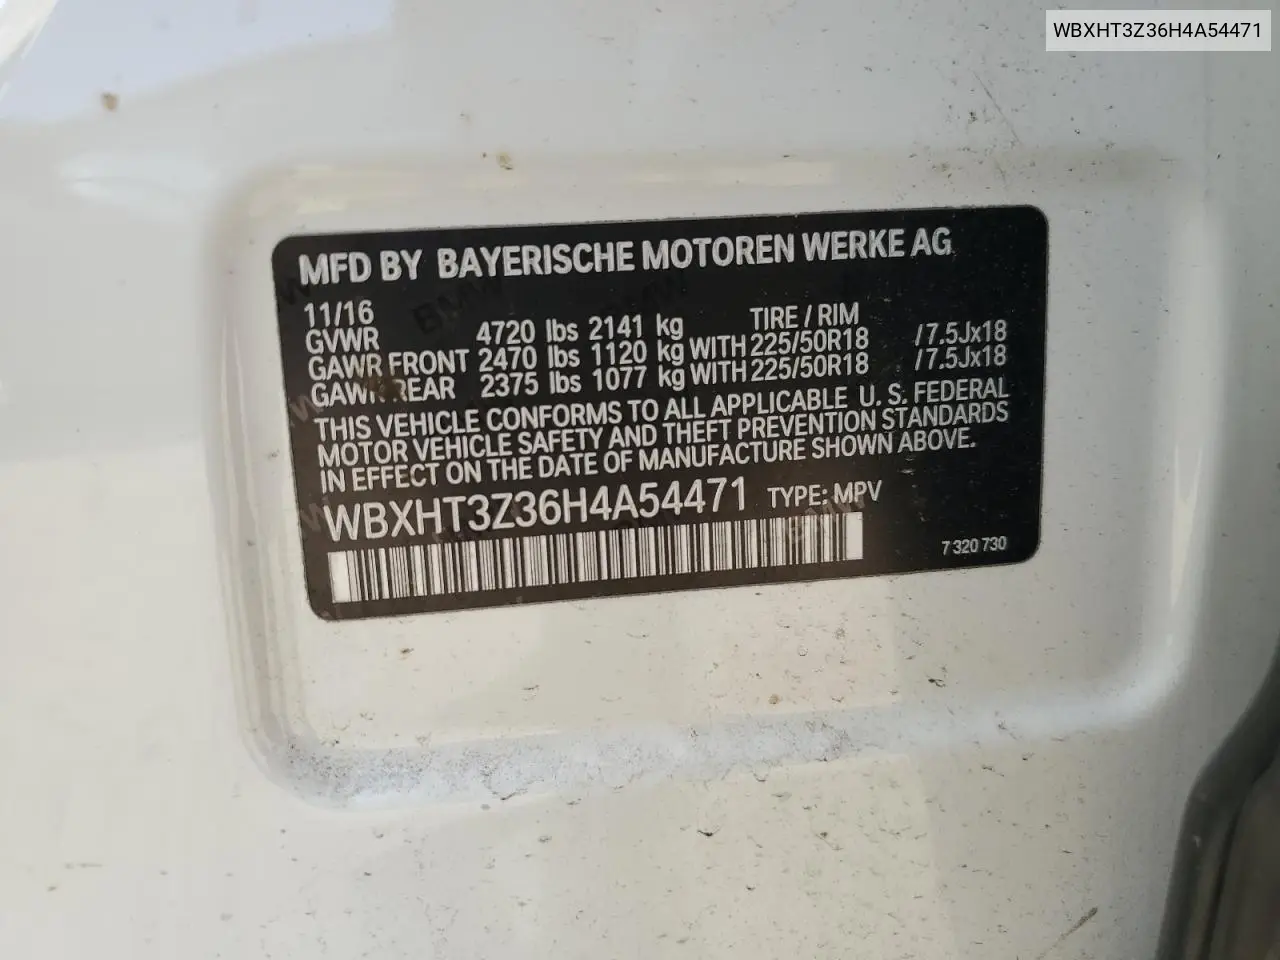 WBXHT3Z36H4A54471
MFD BY BAYERISCHE MOTOREN WERKE AG
11/16 TIRE / RIM
GVWR 4720 lbs 2141 kg
GAWR FRONT 2470 lbs 1120 kg WITH 225/50R18 /7.5Jx18
GAWR REAR 2375 lbs 1077 kg WITH 225/50R18 /7.5Jx18
THIS VEHICLE CONFORMS TO ALL APPLICABLE U. S. FEDERAL
MOTOR VEHICLE SAFETY AND THEFT PREVENTION STANDARDS
IN EFFECT ON THE DATE OF MANUFACTURE SHOWN ABOVE.
WBXHT3Z36H4A54471 TYPE: MPV
7 320 730